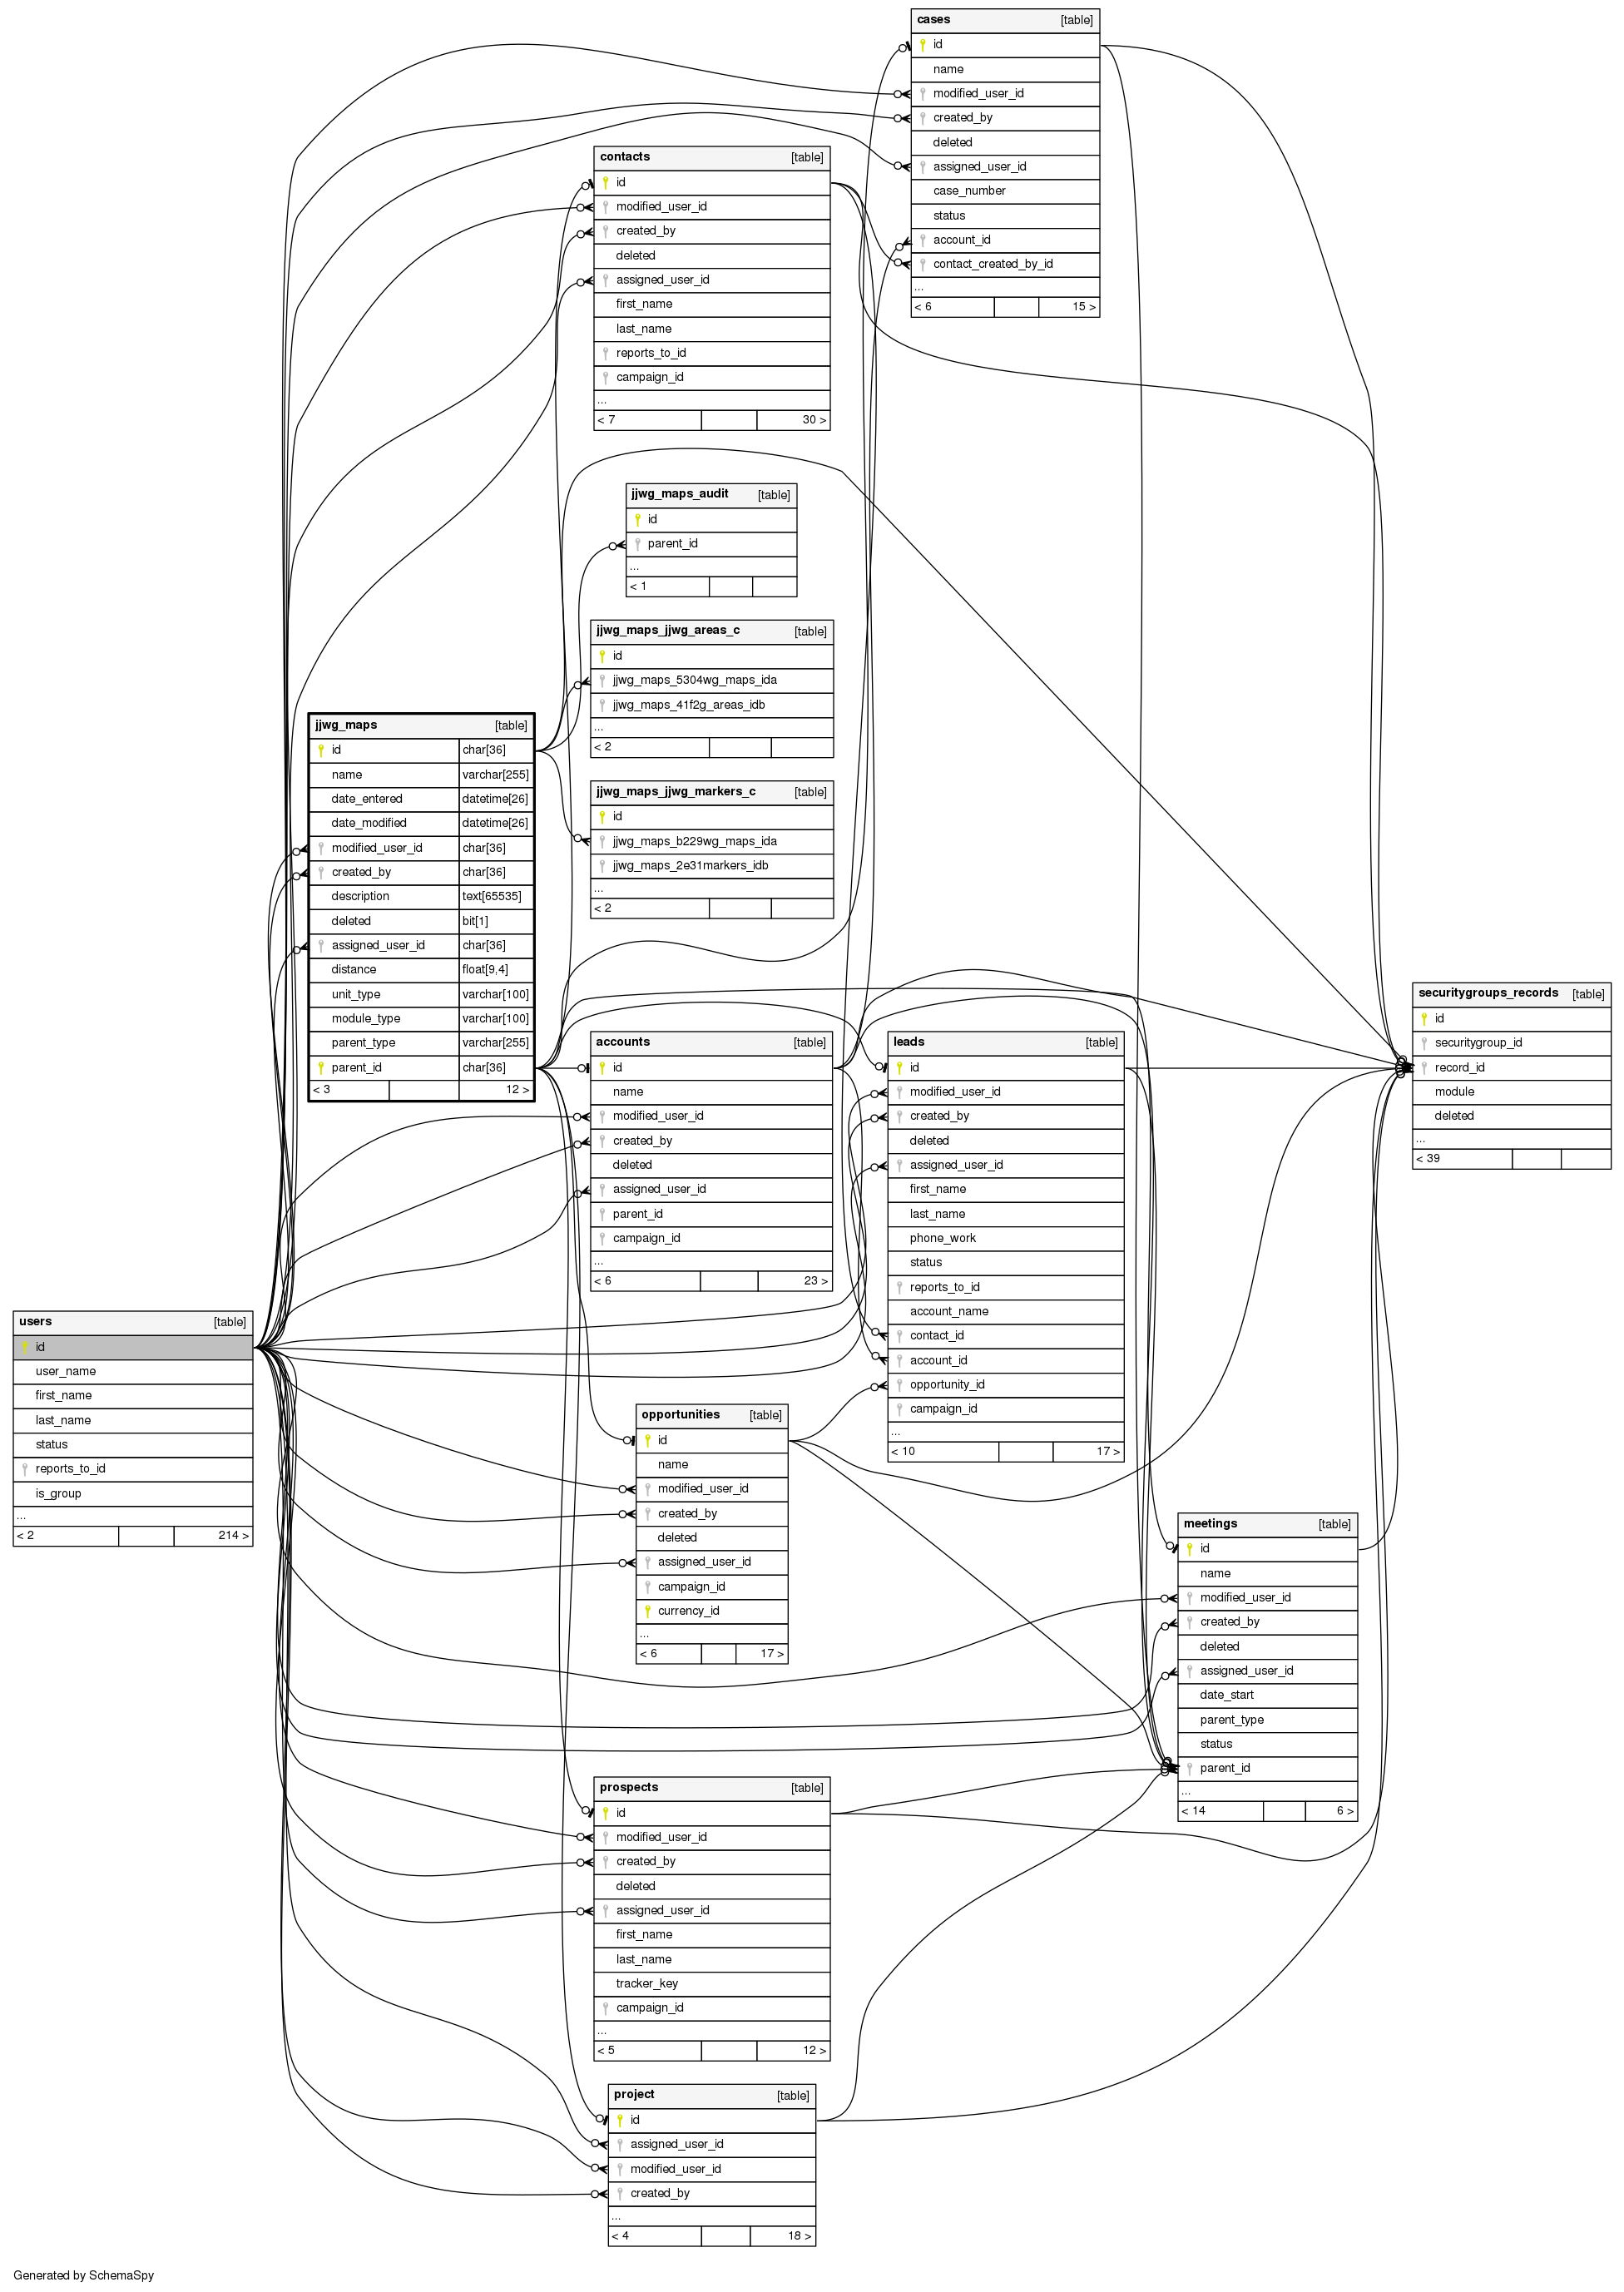 cases [table]
id
name
modified_user_id
created_by
deleted
assigned_user_id
case_number
status
account_id
contact_created_by_id
...
< 6 15 >
contacts [table]
id
modified_user_id
created_by
deleted
assigned_user_id
first_name
last_name
reports_to_id
campaign_id
...
< 7 30 >
jjwg_maps_audit [table]
id
parent_id
...
< 1
jjwg_maps_jjwg_areas_c [table]
id
jjwg_maps_5304wg_maps_ida
jjwg_maps_41f2g_areas_idb
...
< 2
jjwg_maps_jjwg_markers_c [table]
id
jjwg_maps_b229wg_maps_ida
jjwg_maps_2e31markers_idb
...
< 2
jjwg_maps [table]
id char[36]
name varchar[255]
date_entered datetime[26]
date_modified datetime[26]
modified_user_id char[36]
created_by char[36]
description text[65535]
deleted bit[1]
assigned_user_id char[36]
distance float[9,4]
unit_type varchar[100]
module_type varchar[100]
parent_type varchar[255]
parent_id char[36]
< 3 12 >
securitygroups_records [table]
id
securitygroup_id
record_id
module
deleted
...
< 39
accounts [table]
id
name
modified_user_id
created_by
deleted
assigned_user_id
parent_id
campaign_id
...
< 6 23 >
leads [table]
id
modified_user_id
created_by
deleted
assigned_user_id
first_name
last_name
phone_work
status
reports_to_id
account_name
contact_id
account_id
opportunity_id
campaign_id
...
< 10 17 >
users [table]
id
user_name
first_name
last_name
status
reports_to_id
is_group
...
< 2 214 >
opportunities [table]
id
name
modified_user_id
created_by
deleted
assigned_user_id
campaign_id
currency_id
...
< 6 17 >
meetings [table]
id
name
modified_user_id
created_by
deleted
assigned_user_id
date_start
parent_type
status
parent_id
...
< 14 6 >
prospects [table]
id
modified_user_id
created_by
deleted
assigned_user_id
first_name
last_name
tracker_key
campaign_id
...
< 5 12 >
project [table]
id
assigned_user_id
modified_user_id
created_by
...
< 4 18 >
Generated by SchemaSpy